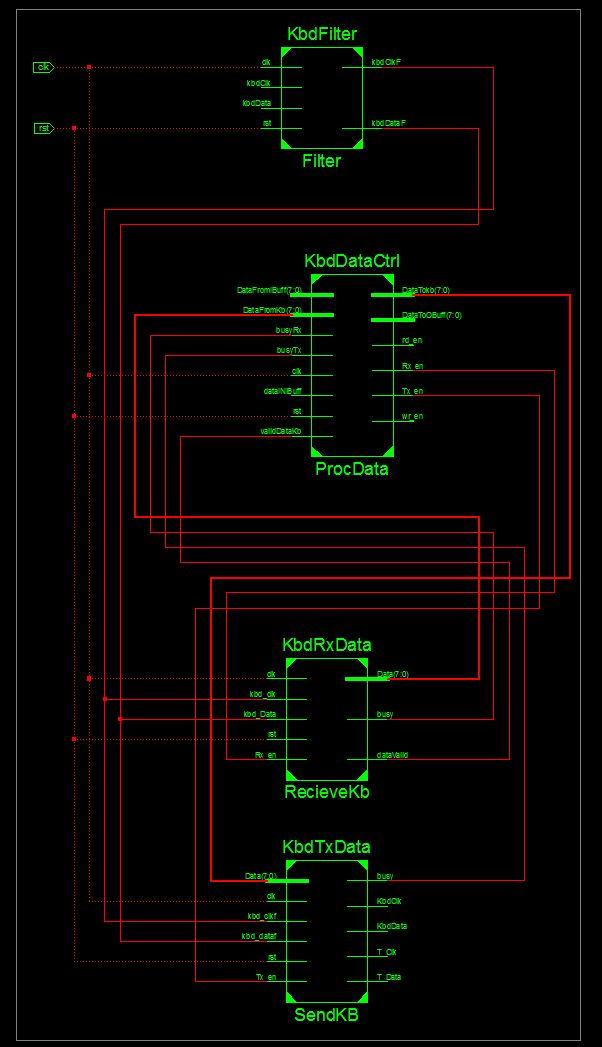 KbdFilter
clk
clk
kbdClkF
kbdClk
kbdData
rst
rst
kbdDataF
Filter
KbdDataCtrl
DataFromIBuff(7:0)
DataTokb(7:0)
DataFromKb(7:0)
DataToOBuff(7:0)
busyRx
rd_en
busyTx
clk
Rx_en
dataINIBuff
Tx_en
rst
wr_en
validDataKb
ProcData
KbdRxData
clk
Data(7:0)
kbd_clk
kbd_Data
busy
rst
Rx_en
dataValid
RecieveKb
KbdTxData
Data(7:0)
busy
clk
KbdClk
kbd_clkf
KbdData
kbd_dataf
T_Clk
rst
Tx_en
T_Data
SendKB